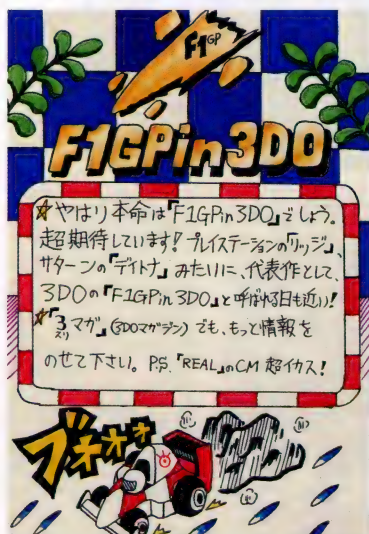 F1GP
F1GPin3DO
☆やはり本命は「F1GPin3DO」でしょう。
超期待しています! プレイステーションの「リッジ」、
サターンの「デイトナ」みたいに、代表作として、
3DOの「F1GPin3DO」と呼ばれる日も近い!
☆「3マガ」(3DOマガジン)でも、もっと情報を
スリ
のせて下さい。P.S.「REAL」のCM 超イカス!
ブオオオ